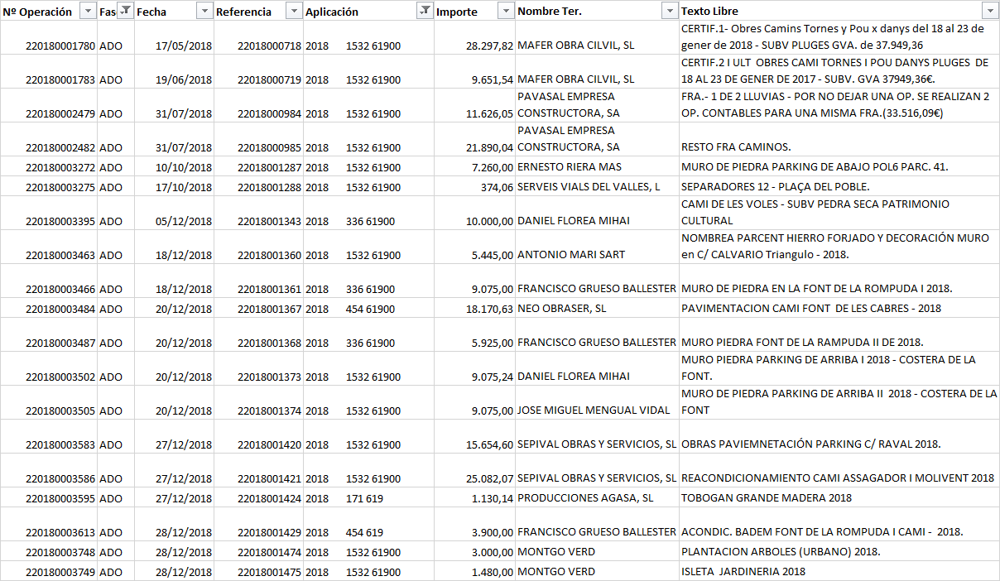 Nº Operación Fas Fecha Referencia Aplicación Importe Nombre Ter. Texto Libre
CERTIF.1- Obres Camins Tornes y Pou x danys del 18 al 23 de
220180001780 ADO 17/05/2018 22018000718 2018 1532 61900 28.297,82 MAFER OBRA CILVIL, SL gener de 2018 - SUBV PLUGES GVA. de 37.949,36
CERTIF.2 I ULT OBRES CAMI TORNES I POU DANYS PLUGES DE
220180001783 ADO 19/06/2018 22018000719 2018 1532 61900 9.651,54 MAFER OBRA CILVIL, SL 18 AL 23 DE GENER DE 2017 - SUBV. GVA 37949,36€.
PAVASAL EMPRESA FRA.- 1 DE 2 LLUVIAS - POR NO DEJAR UNA OP. SE REALIZAN 2
220180002479 ADO 31/07/2018 22018000984 2018 1532 61900 11.626,05 CONSTRUCTORA, SA OP. CONTABLES PARA UNA MISMA FRA.(33.516,09€)
PAVASAL EMPRESA
220180002482 ADO 31/07/2018 22018000985 2018 1532 61900 21.890,04 CONSTRUCTORA, SA RESTO FRA CAMINOS.
220180003272 ADO 10/10/2018 22018001287 2018 1532 61900 7.260,00 ERNESTO RIERA MAS MURO DE PIEDRA PARKING DE ABAJO POL6 PARC. 41.
220180003275 ADO 17/10/2018 22018001288 2018 1532 61900 374,06 SERVEIS VIALS DEL VALLES, L SEPARADORES 12 - PLAÇA DEL POBLE.
CAMI DE LES VOLES - SUBV PEDRA SECA PATRIMONIO
220180003395 ADO 05/12/2018 22018001343 2018 336 61900 10.000,00 DANIEL FLOREA MIHAI CULTURAL
NOMBREA PARCENT HIERRO FORJADO Y DECORACIÓN MURO
220180003463 ADO 18/12/2018 22018001360 2018 1532 61900 5.445,00 ANTONIO MARI SART en C/ CALVARIO Triangulo - 2018.
220180003466 ADO 18/12/2018 22018001361 2018 336 61900 9.075,00 FRANCISCO GRUESO BALLESTER MURO DE PIEDRA EN LA FONT DE LA ROMPUDA I 2018.
220180003484 ADO 20/12/2018 22018001367 2018 454 61900 18.170,63 NEO OBRASER, SL PAVIMENTACION CAMI FONT DE LES CABRES - 2018
220180003487 ADO 20/12/2018 22018001368 2018 336 61900 5.925,00 FRANCISCO GRUESO BALLESTER MURO PIEDRA FONT DE LA RAMPUDA II DE 2018.
MURO PIEDRA PARKING DE ARRIBA I 2018 - COSTERA DE LA
220180003502 ADO 20/12/2018 22018001373 2018 1532 61900 9.075,24 DANIEL FLOREA MIHAI FONT.
MURO DE PIEDRA PARKING DE ARRIBA II 2018 - COSTERA DE LA
220180003505 ADO 20/12/2018 22018001374 2018 1532 61900 9.075,00 JOSE MIGUEL MENGUAL VIDAL FONT
220180003583 ADO 27/12/2018 22018001420 2018 1532 61900 15.654,60 SEPIVAL OBRAS Y SERVICIOS, SL OBRAS PAVIEMNETACIÓN PARKING C/ RAVAL 2018.
220180003586 ADO 27/12/2018 22018001421 2018 1532 61900 25.082,07 SEPIVAL OBRAS Y SERVICIOS, SL REACONDICIONAMIENTO CAMI ASSAGADOR I MOLIVENT 2018
220180003595 ADO 27/12/2018 22018001424 2018 171 619 1.130,14 PRODUCCIONES AGASA, SL TOBOGAN GRANDE MADERA 2018
220180003613 ADO 28/12/2018 22018001429 2018 454 619 3.900,00 FRANCISCO GRUESO BALLESTER ACONDIC. BADEM FONT DE LA ROMPUDA I CAMI - 2018.
220180003748 ADO 28/12/2018 22018001474 2018 1532 61900 3.000,00 MONTGO VERD PLANTACION ARBOLES (URBANO) 2018.
220180003749 ADO 28/12/2018 22018001475 2018 1532 61900 1.480,00 MONTGO VERD ISLETA JARDINERIA 2018